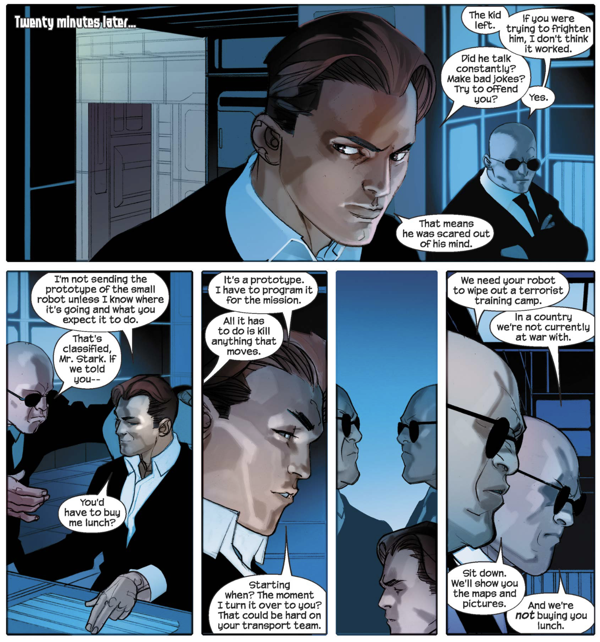 Twenty minutes later...
The kid
left.
If you were
trying to frighten
him, I don't think
it worked.
Did he talk
constantly?
Make bad jokes?
Try to offend
you?
Yes.
That means
he was scared out
of his mind.
I'm not sending the
prototype of the small
robot unless I know where
it's going and what you
expect it to do.
That's
classified,
Mr. Stark. If
we told
you--
You'd
have to buy
me lunch?
It's a prototype.
I have to program it
for the mission.
All it has
to do is kill
anything that
moves.
Starting
when? The moment
I turn it over to you?
That could be hard on
your transport team.
We need your robot
to wipe out a terrorist
training camp.
In a country
we're not currently
at war with.
Sit down.
We'll show you
the maps and
pictures.
And we're
not buying you
lunch.